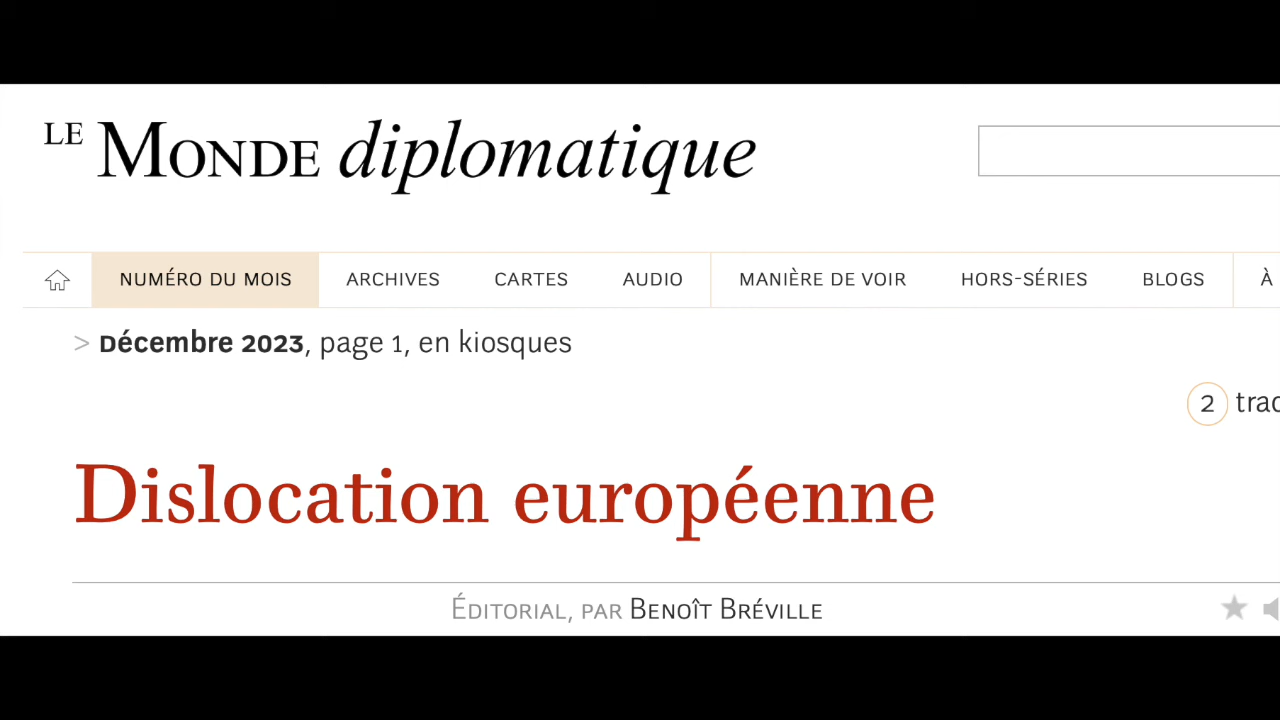 LE MONDE diplomatique
NUMÉRO DU MOIS ARCHIVES CARTES AUDIO MANIÈRE DE VOIR HORS-SÉRIES BLOGS À
> Décembre 2023, page 1, en kiosques
2 trad
Dislocation européenne
Éditorial, par Benoît Bréville